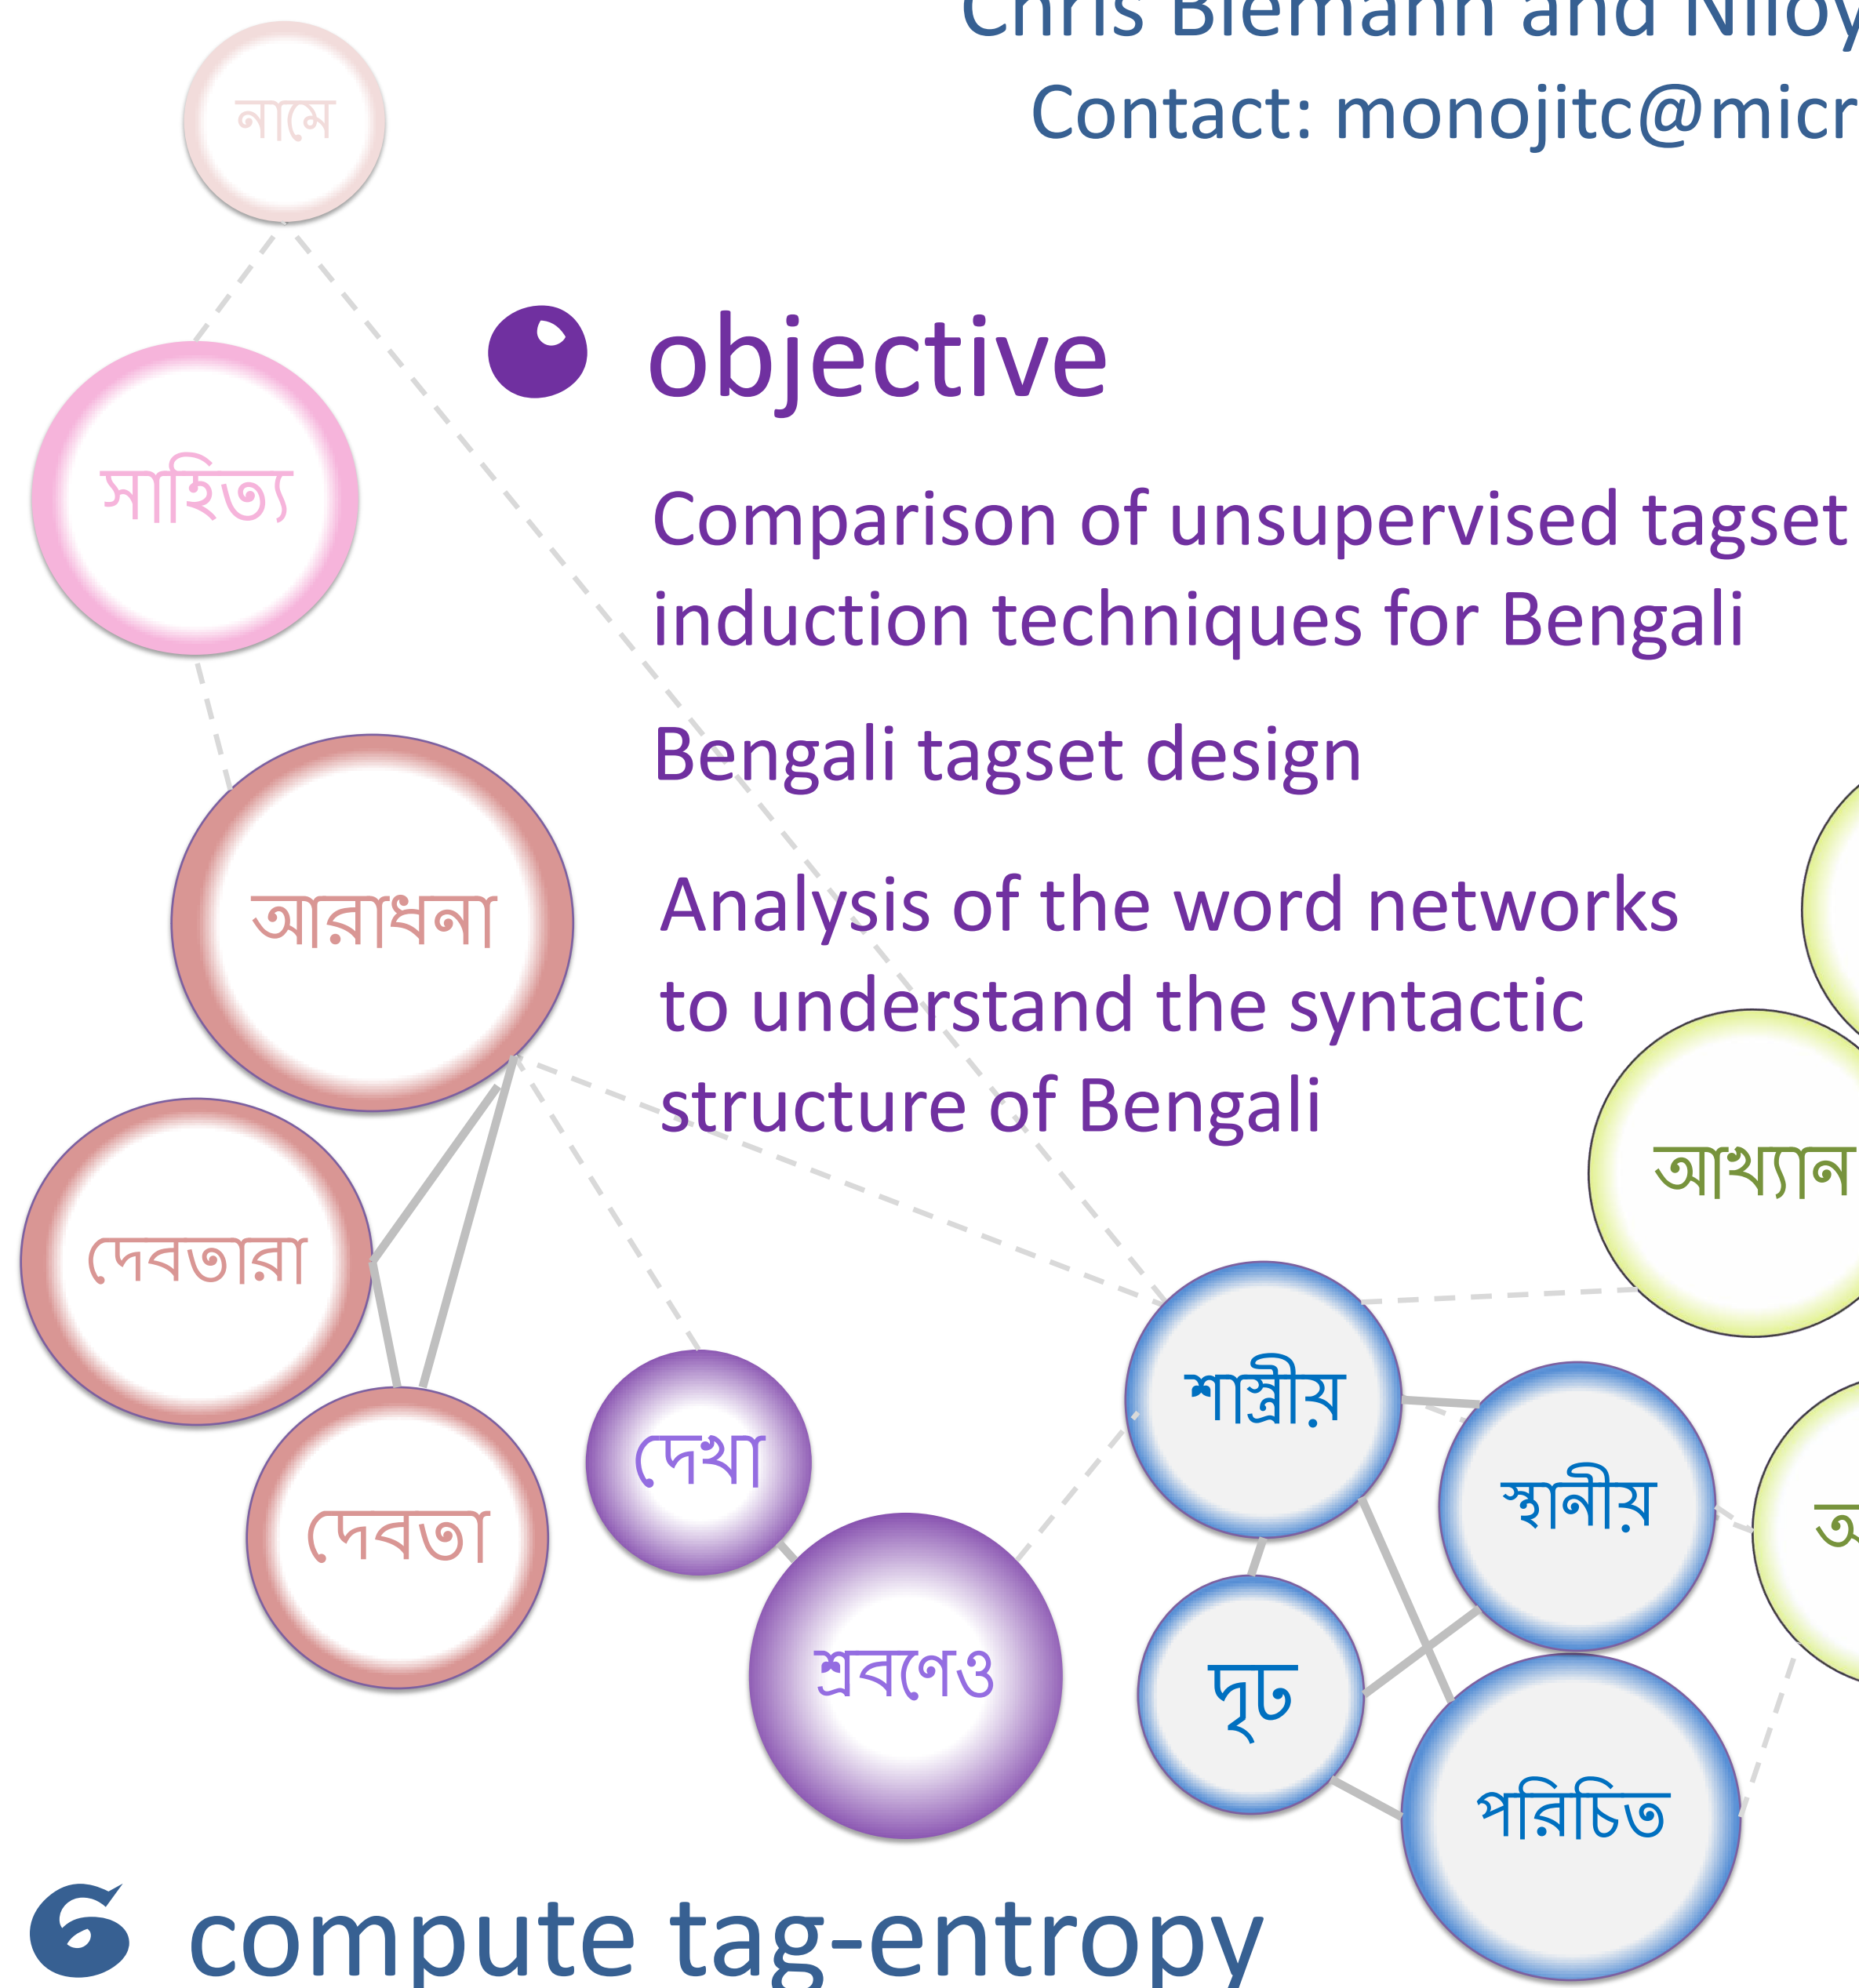 Chris Biemann and Niloy
Contact: monojitc@micr
নামে
objective
সাহিত্য
Comparison of unsupervised tagset
induction techniques for Bengali
Bengali tagset design
আরাধনা
Analysis of the word networks
to understand the syntactic
structure of Bengali
আখ্যান
দেবতারা
শাস্ত্রীয়
দেখা
স্থানীয়
দেবতা
শ্রবণেও
দৃঢ
পরিচিত
৬ compute tag-entropy